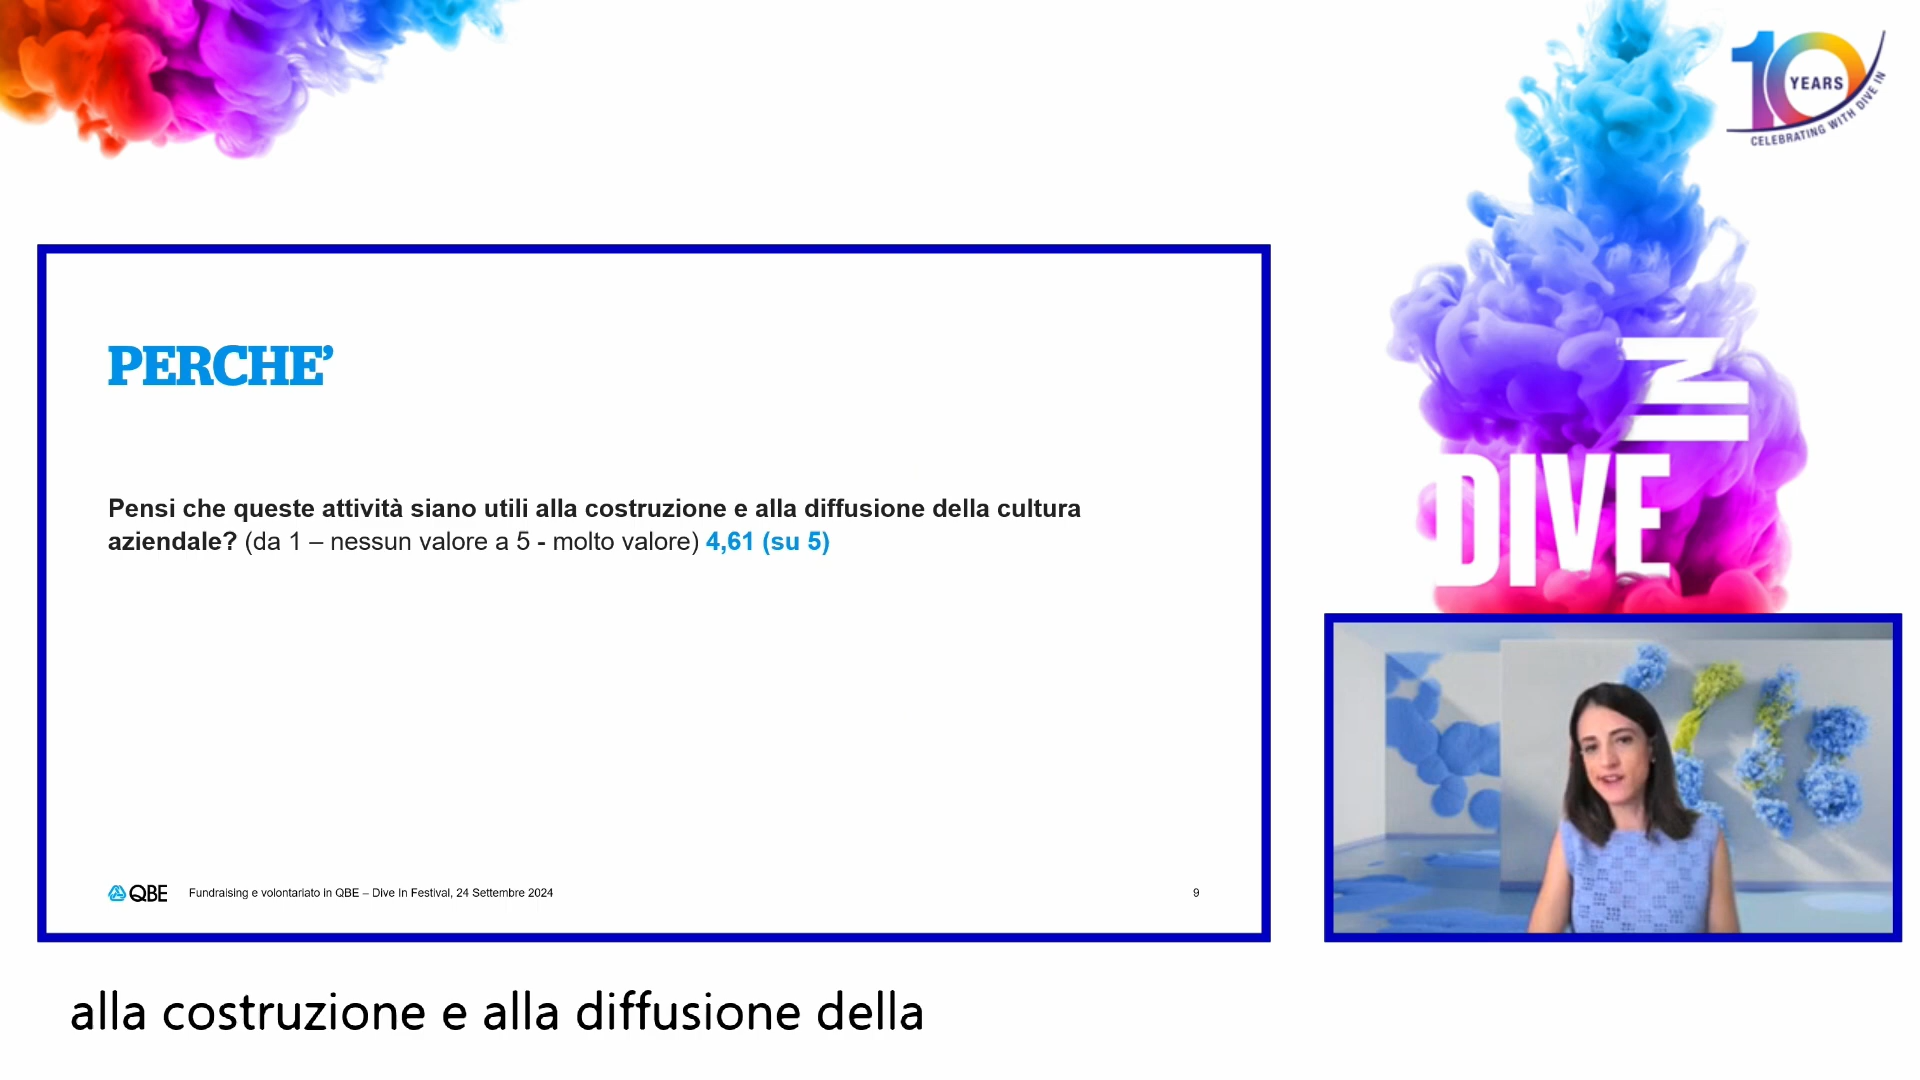 10
YEARS
CELEBRATING WITH DIVE IN
PERCHE’
Pensi che queste attività siano utili alla costruzione e alla diffusione della cultura
aziendale? (da 1 – nessun valore a 5 - molto valore) 4,61 (su 5)
QBE Fundraising e volontariato in QBE – Dive In Festival, 24 Settembre 2024 9
DIVE IN
alla costruzione e alla diffusione della